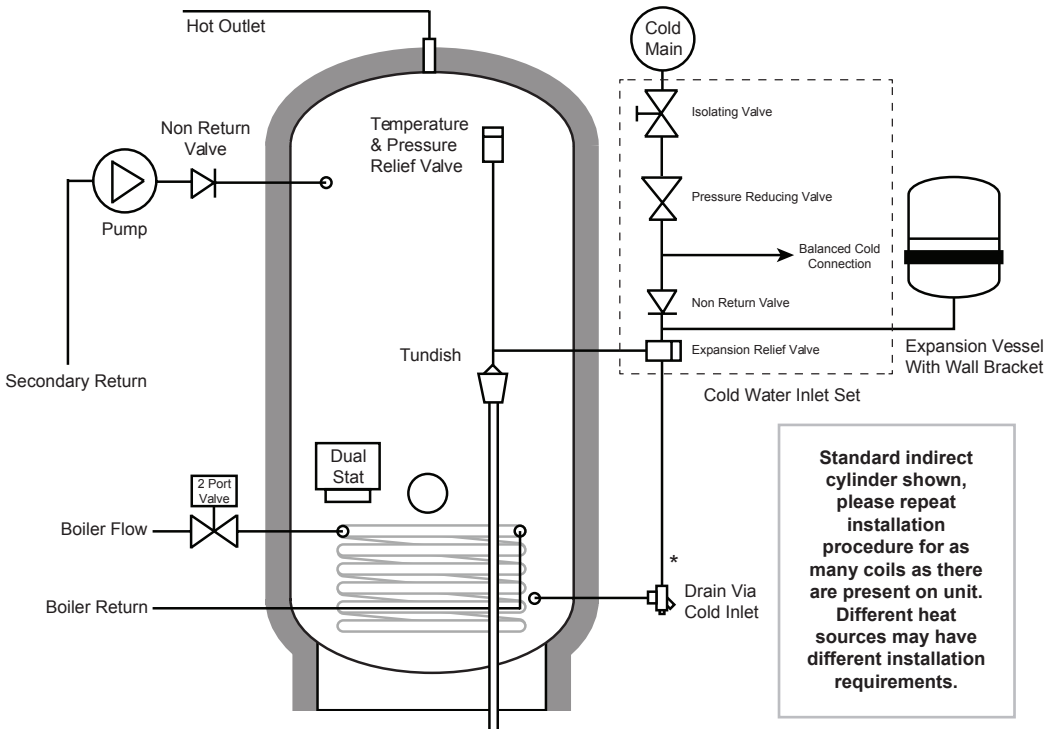 Hot Outlet
Cold
Main
Isolating Valve
Non Return
Valve
Temperature
& Pressure
Relief Valve
Pressure Reducing Valve
Pump
Balanced Cold
Connection
Non Return Valve
Expansion Relief Valve
Expansion Vessel
With Wall Bracket
Tundish
Secondary Return
Cold Water Inlet Set
Dual
Stat
2 Port
Valve
Boiler Flow
Boiler Return
*
Drain Via
Cold Inlet
Standard indirect
cylinder shown,
please repeat
installation
procedure for as
many coils as there
are present on unit.
Different heat
sources may have
different installation
requirements.